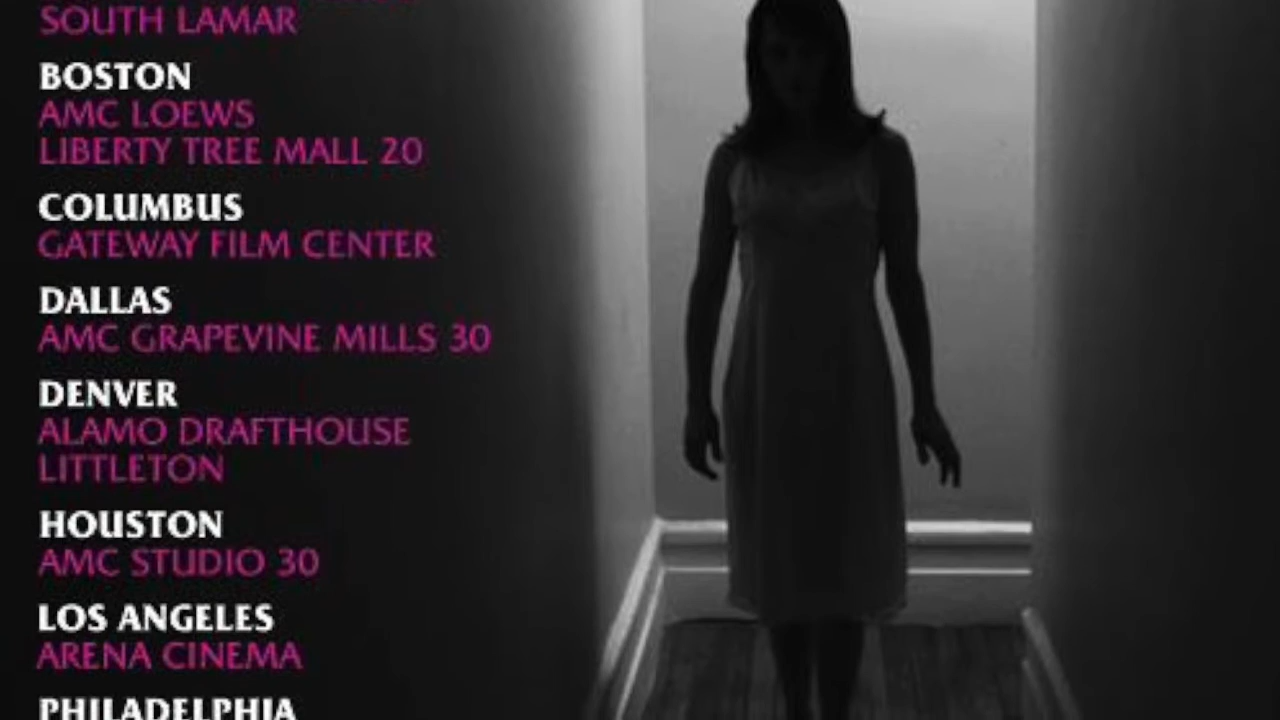 SOUTH LAMAR
BOSTON
AMC LOEWS
LIBERTY TREE MALL 20
COLUMBUS
GATEWAY FILM CENTER
DALLAS
AMC GRAPEVINE MILLS 30
DENVER
ALAMO DRAFTHOUSE
LITTLETON
HOUSTON
AMC STUDIO 30
LOS ANGELES
ARENA CINEMA
PHILADELPHIA